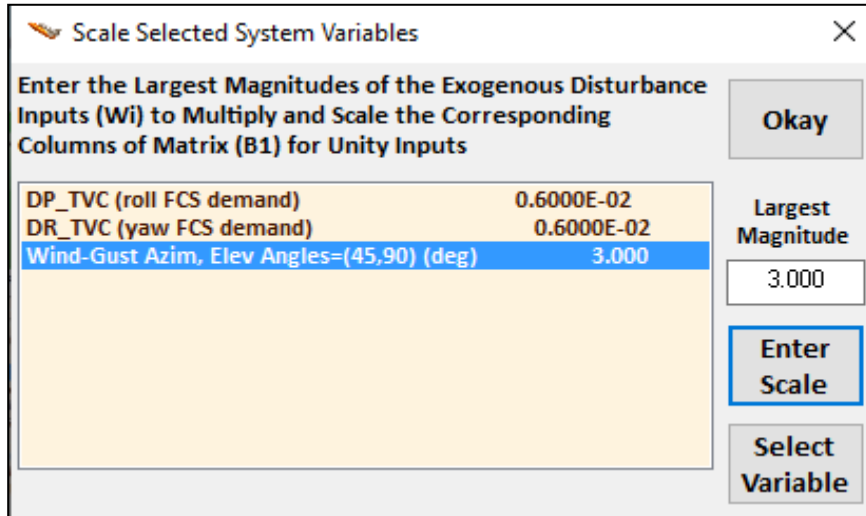 Scale Selected System Variables
Enter the Largest Magnitudes of the Exogenous Disturbance
Inputs (Wi) to Multiply and Scale the Corresponding
Columns of Matrix (B1) for Unity Inputs
Okay
DP_TVC (roll FCS demand) 0.6000E-02
DR_TVC (yaw FCS demand) 0.6000E-02
Wind-Gust Azim, Elev Angles=(45,90) (deg) 3.000
Largest
Magnitude
3.000
Enter
Scale
Select
Variable